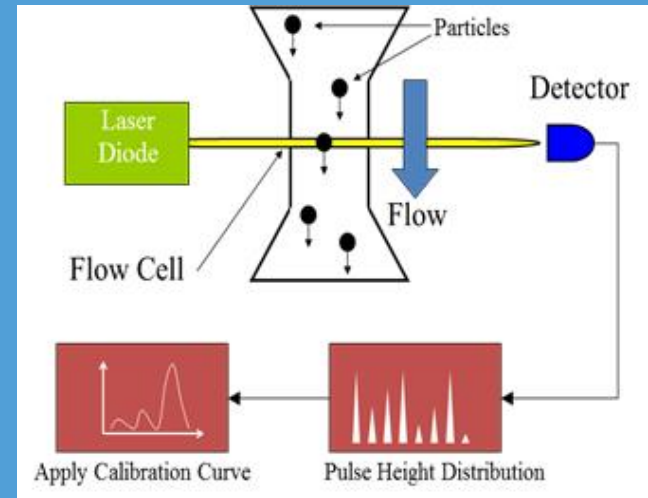 Particles
Laser
Diode
Detector
Flow
Flow Cell
Apply Calibration Curve
Pulse Height Distribution